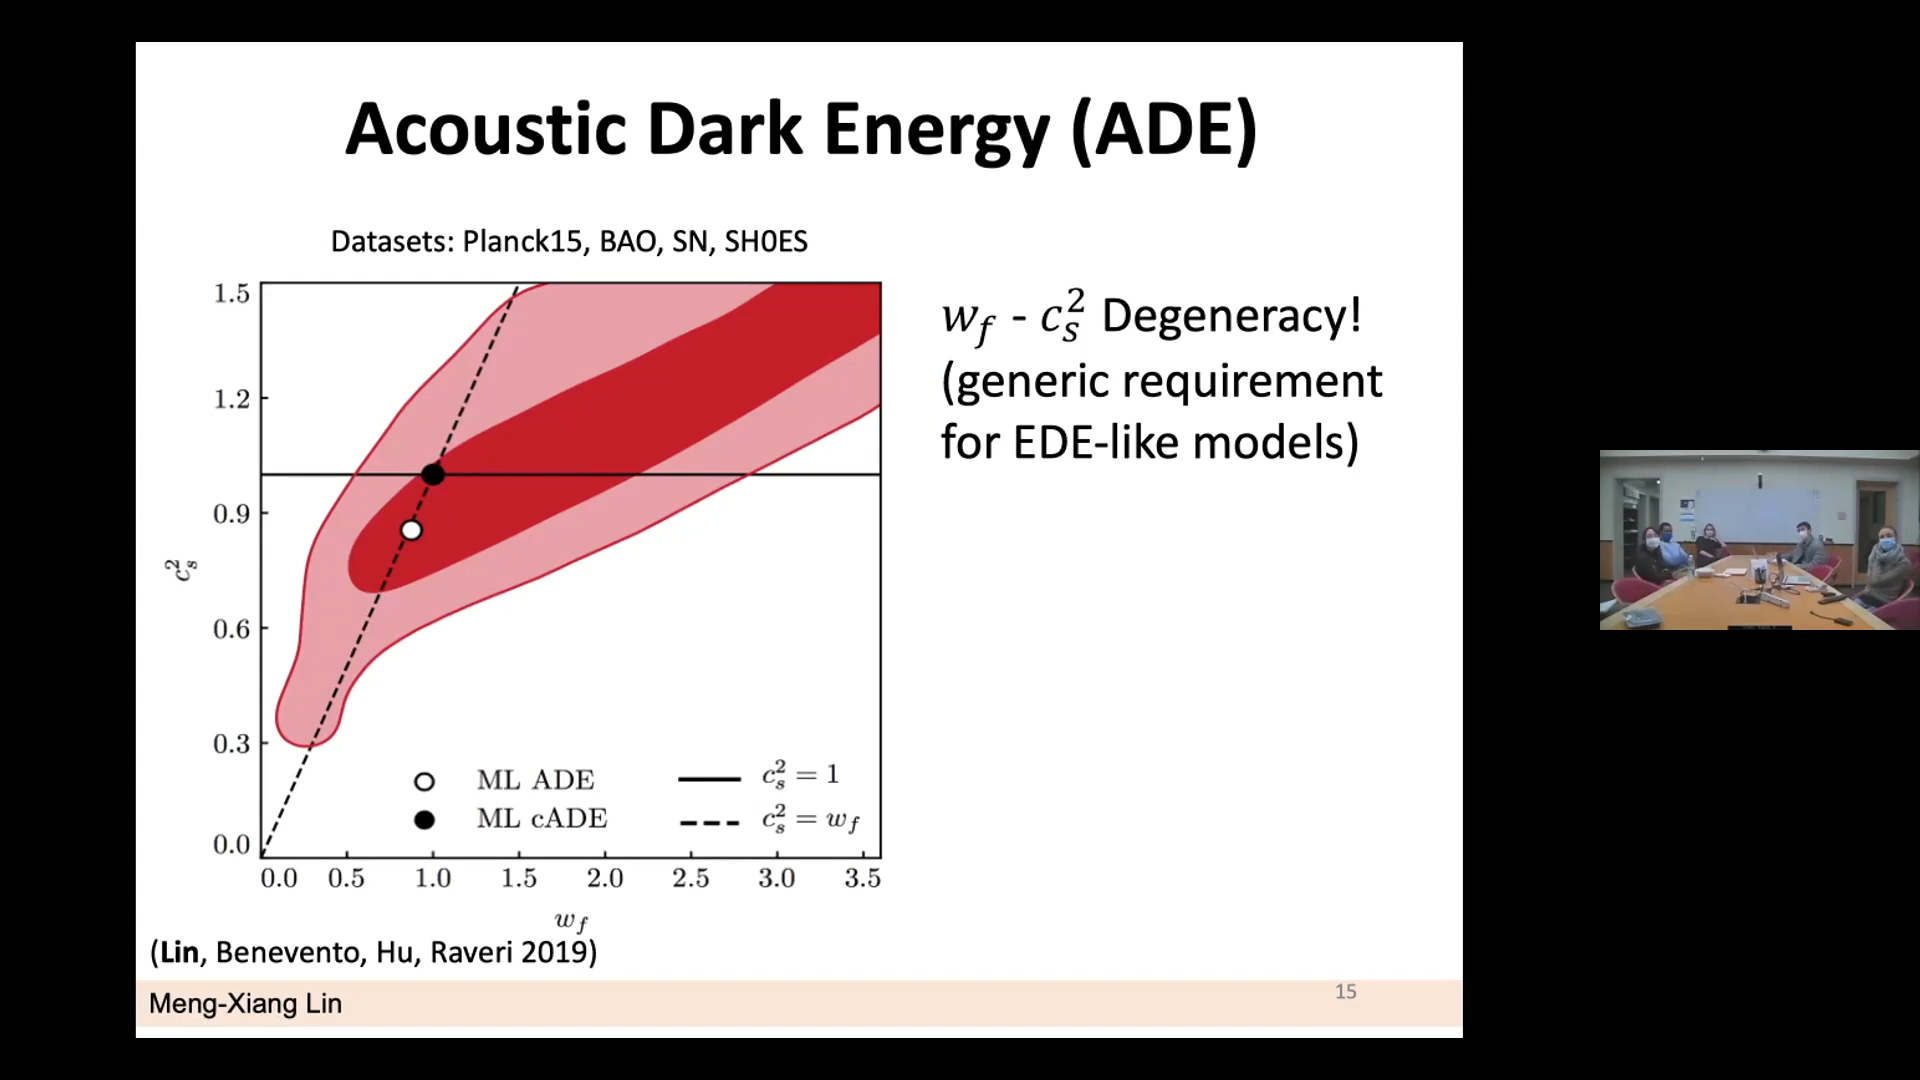 Acoustic Dark Energy (ADE)
Datasets: Planck15, BAO, SN, SH0ES
1.5
1.2
0.9
0.6
0.3
0.0
c_s^2
0.0 0.5 1.0 1.5 2.0 2.5 3.0 3.5
w_f
ML ADE
ML cADE
c_s^2 = 1
c_s^2 = w_f
w_f - c_s^2 Degeneracy!
(generic requirement
for EDE-like models)
(Lin, Benevento, Hu, Raveri 2019)
Meng-Xiang Lin
15